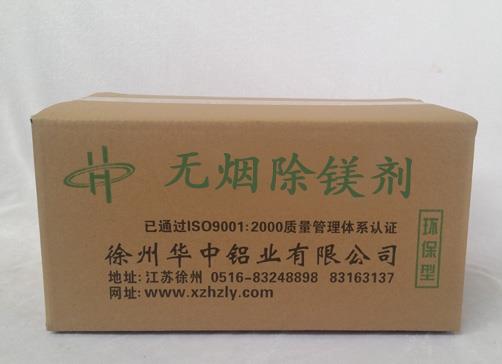 无烟除镁剂
已通过ISO9001:2000质量管理体系认证
徐州华中铝业有限公司
地址:江苏徐州 0516-83248898 83163137
网址:www.xzhzly.com
环保型